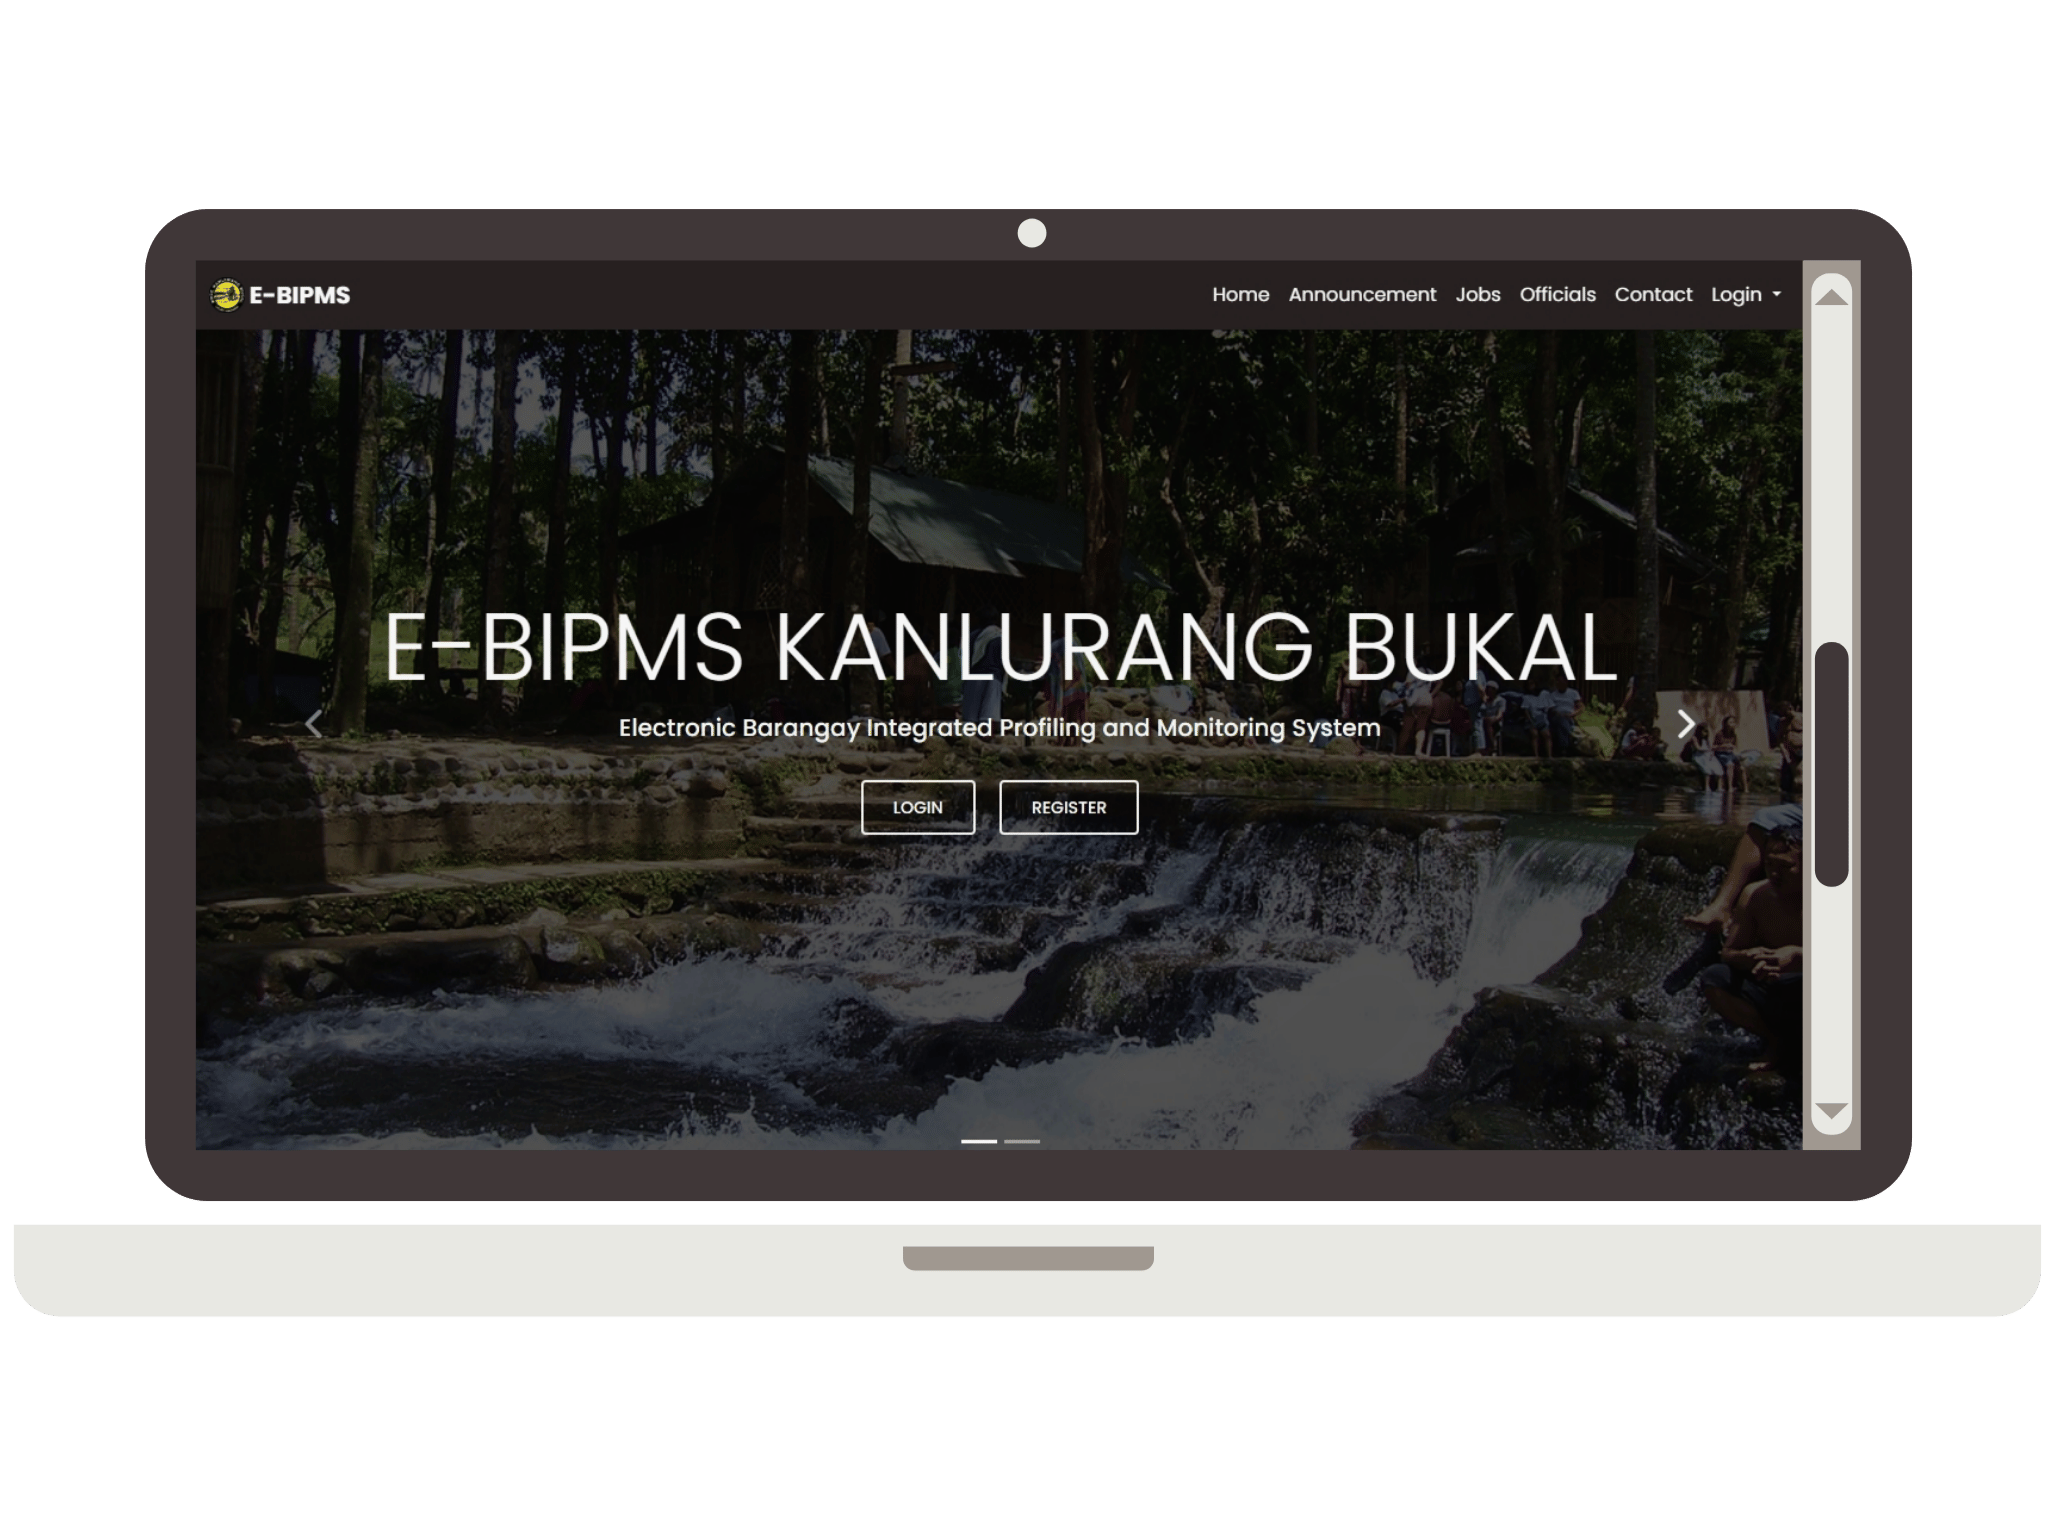 E-BIPMS
Home Announcement Jobs Officials Contact Login
E-BIPMS KANLURANG BUKAL
Electronic Barangay Integrated Profiling and Monitoring System
LOGIN REGISTER